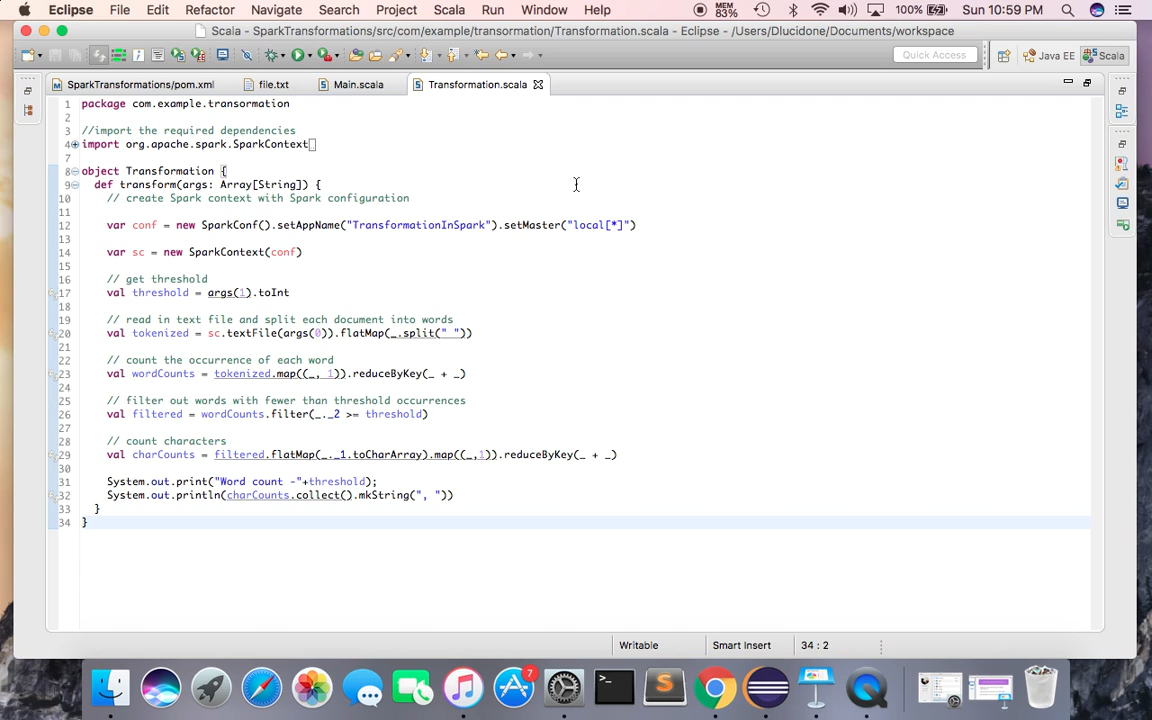 Eclipse File Edit Refactor Navigate Search Project Scala Run Window Help MEM 83% 100% Sun 10:59 PM
Scala - SparkTransformations/src/com/example/transormation/Transformation.scala - Eclipse - /Users/Dlucidone/Documents/workspace
Quick Access Java EE Scala
SparkTransformations/pom.xml file.txt Main.scala Transformation.scala
1 package com.example.transormation
2
3 //import the required dependencies
4 import org.apache.spark.SparkContext
7
8 object Transformation {
9 def transform(args: Array[String]) {
10 // create Spark context with Spark configuration
11
12 var conf = new SparkConf().setAppName("TransformationInSpark").setMaster("local[*]")
13
14 var sc = new SparkContext(conf)
15
16 // get threshold
17 val threshold = args(1).toInt
18
19 // read in text file and split each document into words
20 val tokenized = sc.textFile(args(0)).flatMap(_.split(" "))
21
22 // count the occurrence of each word
23 val wordCounts = tokenized.map((_, 1)).reduceByKey(_ + _)
24
25 // filter out words with fewer than threshold occurrences
26 val filtered = wordCounts.filter(_._2 >= threshold)
27
28 // count characters
29 val charCounts = filtered.flatMap(_._1.toCharArray).map((_,1)).reduceByKey(_ + _)
30
31 System.out.print("Word count -"+threshold);
32 System.out.println(charCounts.collect().mkString(", "))
33 }
34 }
Writable Smart Insert 34 : 2
7